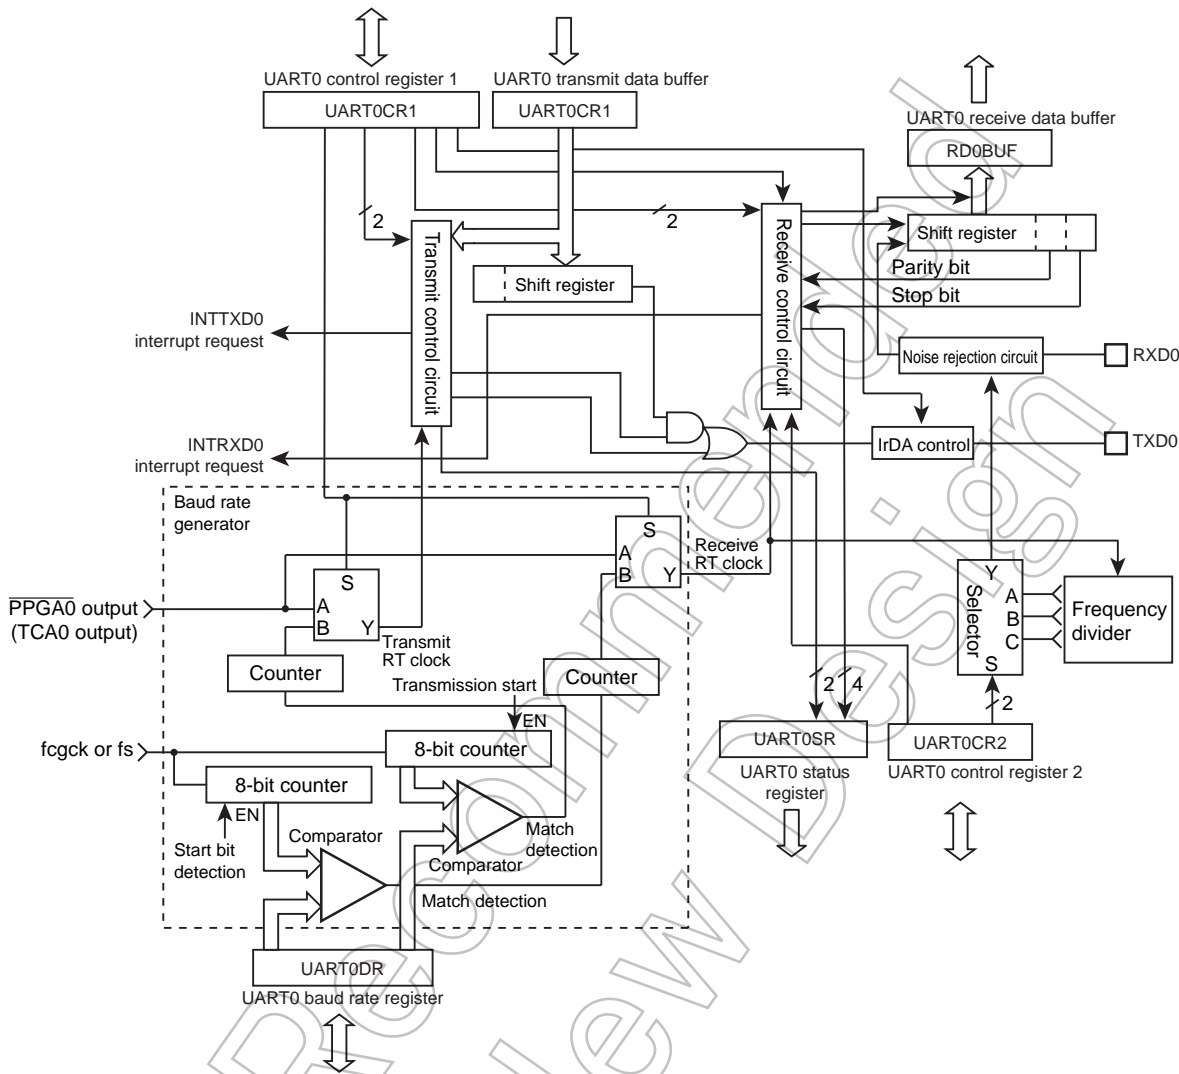 UART0 control register 1
UART0CR1
UART0 transmit data buffer
UART0CR1
UART0 receive data buffer
RD0BUF
2
2
Transmit control circuit
Receive control circuit
Shift register
Shift register
Parity bit
Stop bit
INTTXD0
interrupt request
Noise rejection circuit
RXD0
INTRXD0
interrupt request
IrDA control
TXD0
Baud rate
generator
S
A
B
Y
Receive
RT clock
S
A
B
Y
Transmit
RT clock
PPGA0 output
(TCA0 output)
Y
A
B
C
S
Selector
Frequency
divider
Counter
Counter
Transmission start
EN
2
4
2
fcgck or fs
8-bit counter
8-bit counter
EN
UART0SR
UART0 status
register
UART0CR2
UART0 control register 2
Start bit
detection
Comparator
Comparator
Match
detection
Match detection
UART0DR
UART0 baud rate register
Recommended
New Design